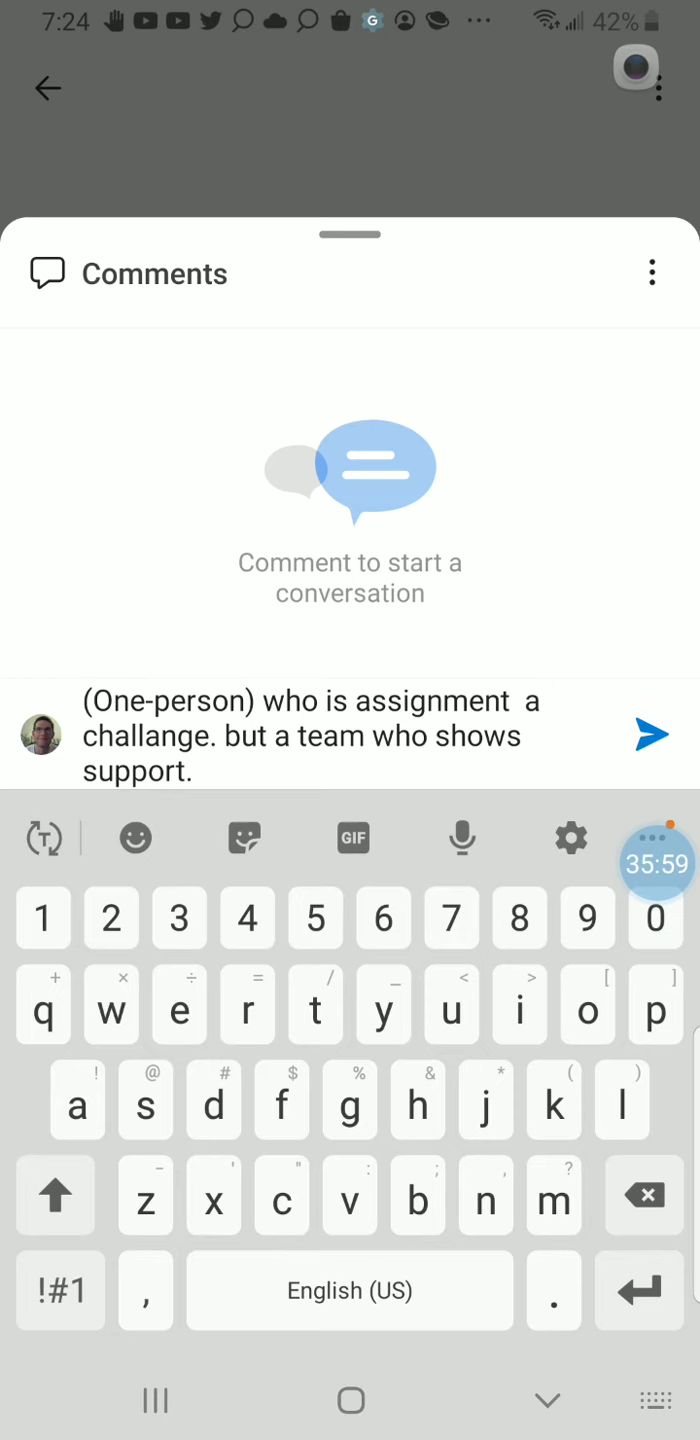 7:24 G 42%
Comments
Comment to start a
conversation
(One-person) who is assignment  a
challange. but a team who shows
support.
T GIF
35:59
1 2 3 4 5 6 7 8 9 0
+ × ÷ = / _ < > [ ]
q w e r t y u i o p
! @ # $ % & * ( )
a s d f g h j k l
- ' " : ; , ?
z x c v b n m
!#1 , English (US) .